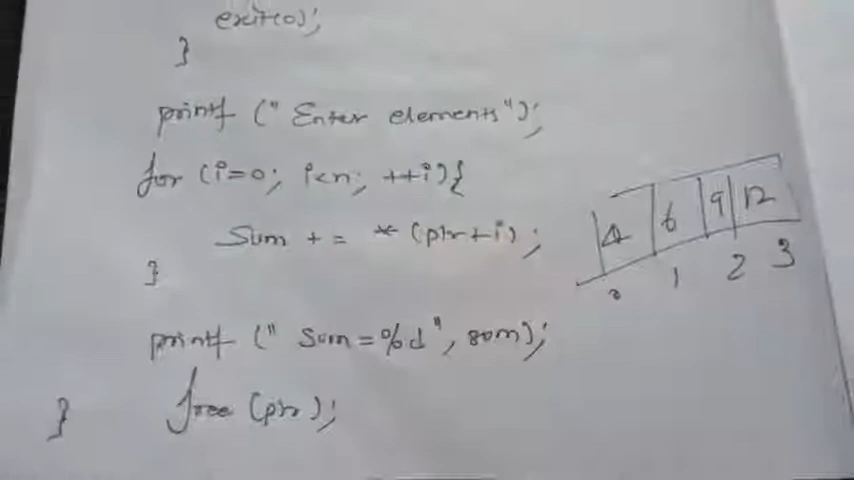 exit(0);
}
printf (" Enter elements");
for (i=0; i<n; ++i){
Sum += *(ptr+i);
}
printf (" Sum =%d", som);
free (ptr);
}
4 6 9 12
0 1 2 3